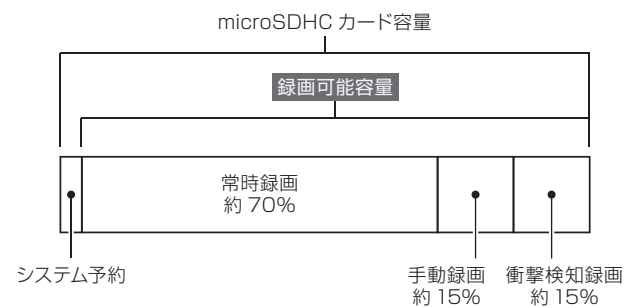 microSDHC カード容量
録画可能容量
常時録画
約 70%
システム予約
手動録画
約 15%
衝撃検知録画
約 15%